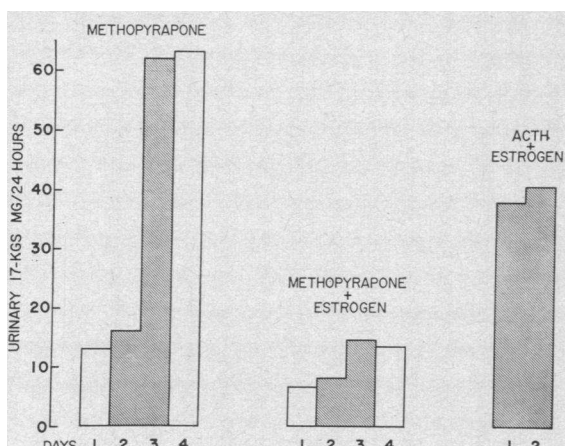 METHOPYRAPONE
60
50
40
30
20
10
0
URINARY 17-KGS MG/24 HOURS
METHOPYRAPONE
+
ESTROGEN
ACTH
+
ESTROGEN
DAYS 1 2 3 4 1 2 3 4 1 2